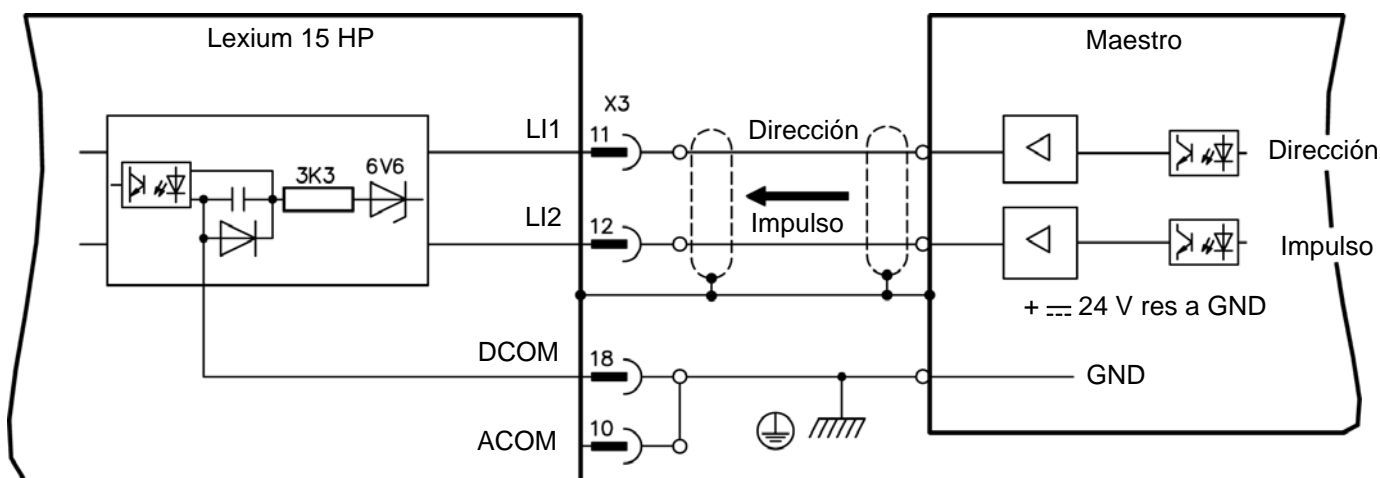 Lexium 15 HP
Maestro
X3
LI1
11
Dirección
Dirección
3K3
6V6
LI2
12
Impulso
Impulso
+ ⎓ 24 V res a GND
DCOM
18
GND
ACOM
10